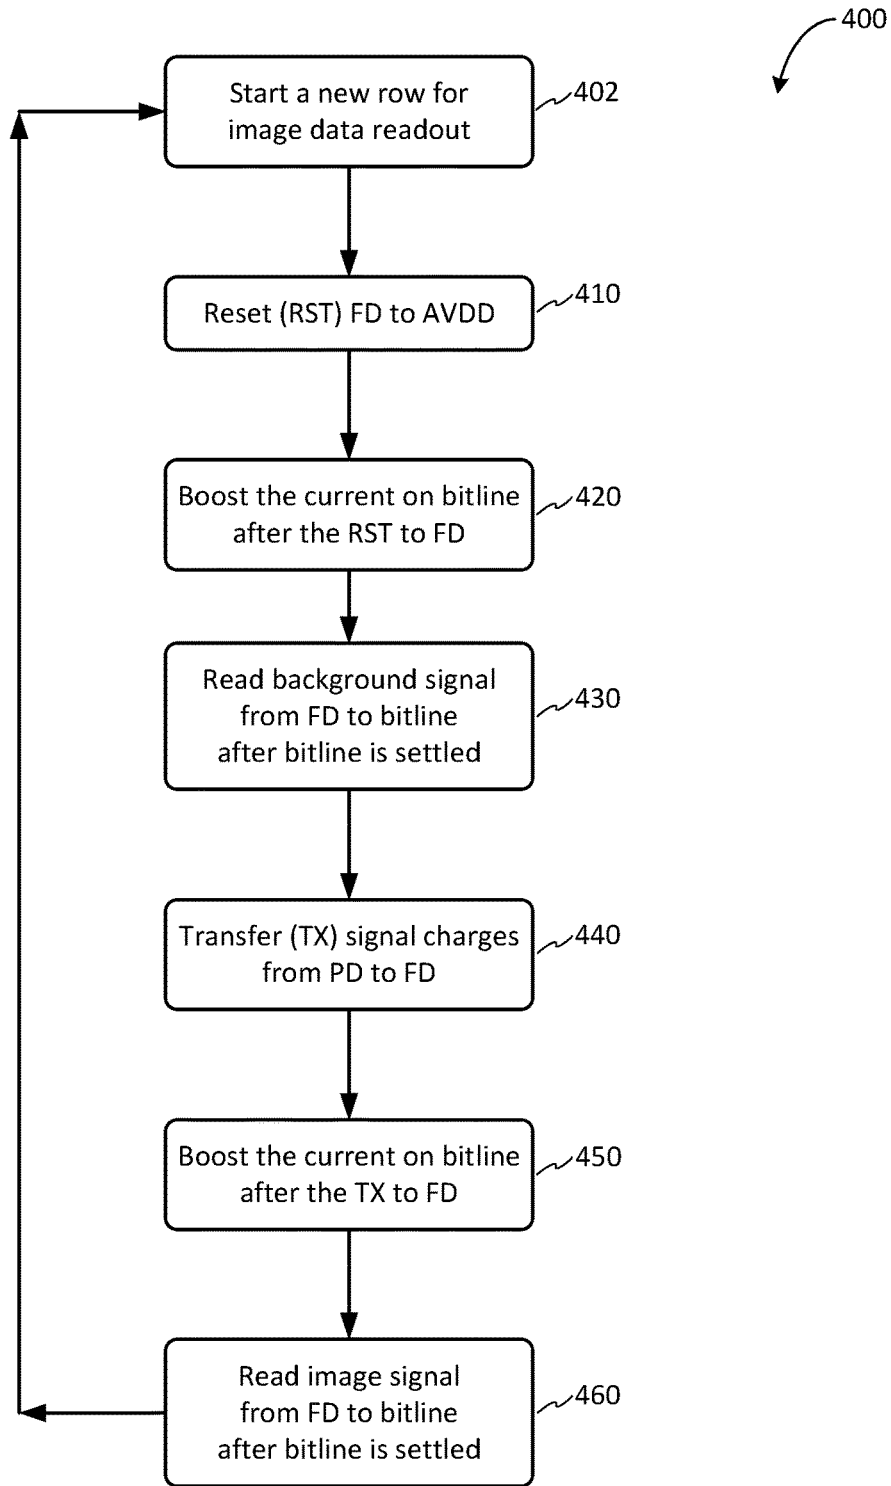 400
Start a new row for
image data readout
402
Reset (RST) FD to AVDD
410
Boost the current on bitline
after the RST to FD
420
Read background signal
from FD to bitline
after bitline is settled
430
Transfer (TX) signal charges
from PD to FD
440
Boost the current on bitline
after the TX to FD
450
Read image signal
from FD to bitline
after bitline is settled
460